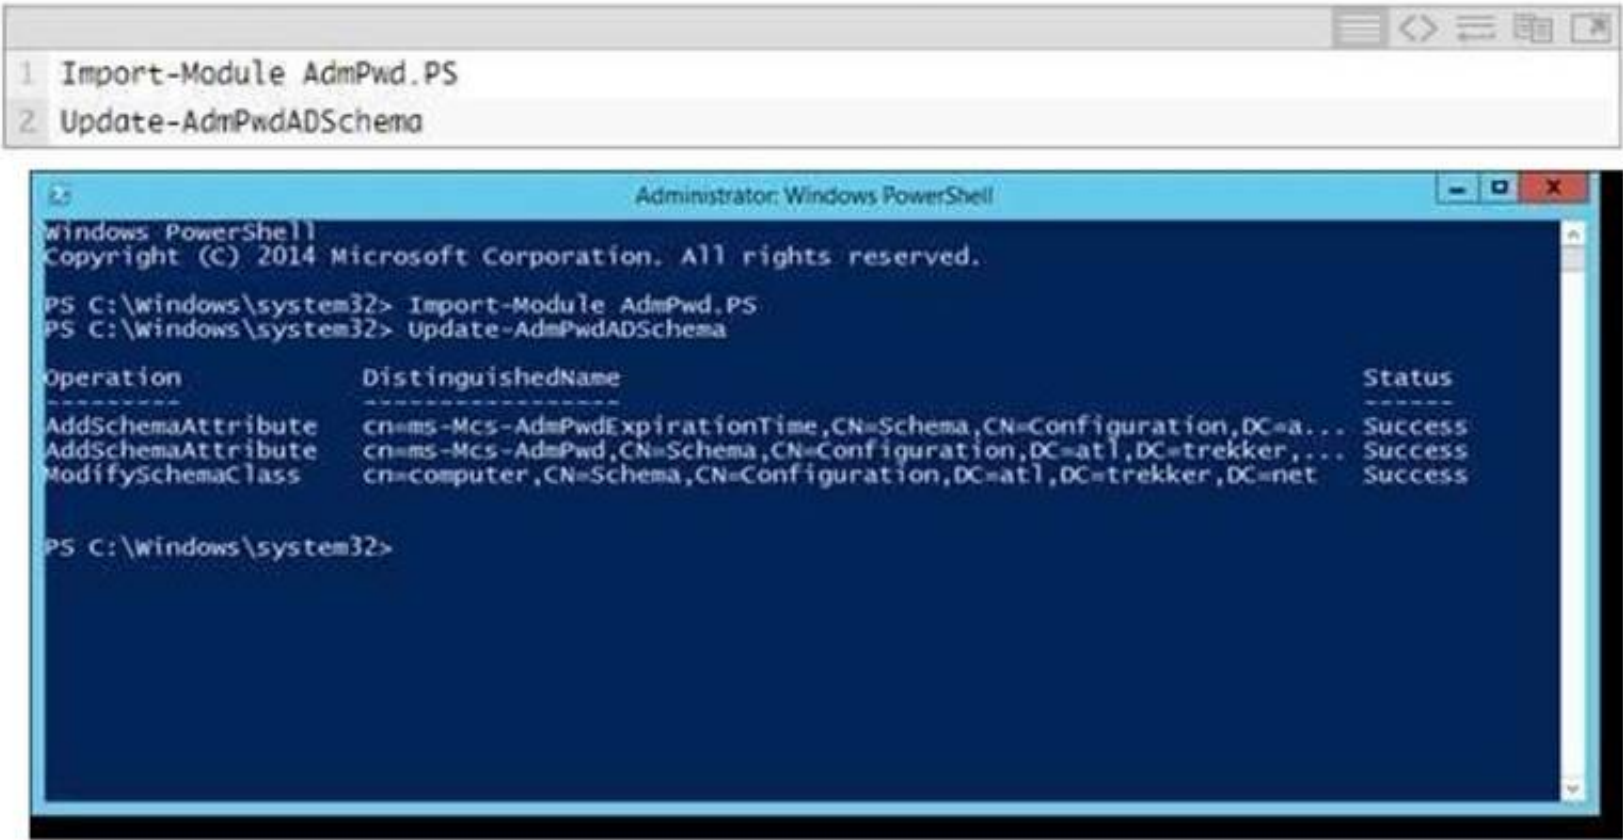 1 Import-Module AdmPwd.PS
2 Update-AdmPwdADSchema
Administrator: Windows PowerShell
Windows PowerShell
Copyright (C) 2014 Microsoft Corporation. All rights reserved.
PS C:\Windows\system32> Import-Module AdmPwd.PS
PS C:\Windows\system32> Update-AdmPwdADSchema
Operation DistinguishedName Status
--------- ----------------- ------
AddSchemaAttribute cn=ms-Mcs-AdmPwdExpirationTime,CN=Schema,CN=Configuration,DC=a... Success
AddSchemaAttribute cn=ms-Mcs-AdmPwd,CN=Schema,CN=Configuration,DC=atl,DC=trekker,... Success
ModifySchemaClass cn=computer,CN=Schema,CN=Configuration,DC=atl,DC=trekker,DC=net Success
PS C:\Windows\system32>